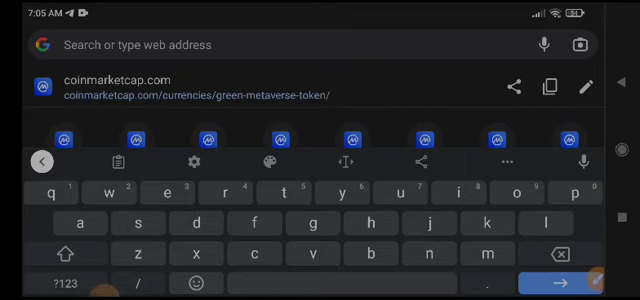 7:05 AM
51
Search or type web address
coinmarketcap.com
coinmarketcap.com/currencies/green-metaverse-token/
q 1 w 2 e 3 r 4 t 5 y 6 u 7 i 8 o 9 p 0
a s d f g h j k l
z x c v b n m
?123 / .